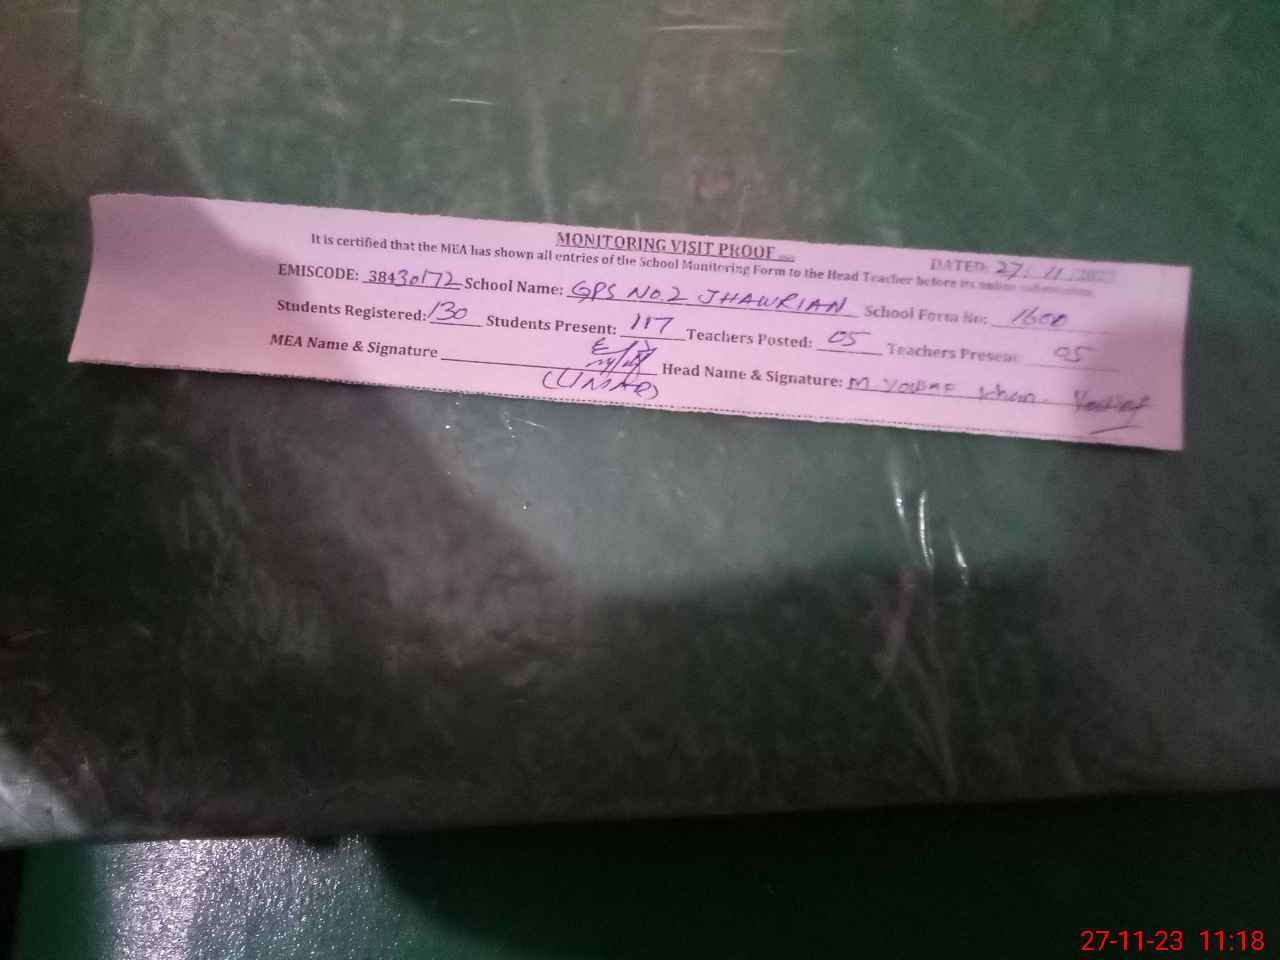 MONITORING VISIT PROOF
DATED: 27/11/2023
It is certified that the MEA has shown all entries of the School Monitoring Form to the Head Teacher before its online submission.
EMISCODE: 38430172 School Name: GPS NO.2 JHAWRIAN School Form No: 1600
Students Registered: 130 Students Present: 117 Teachers Posted: 05 Teachers Present 05
MEA Name & Signature Head Name & Signature: M Yousaf Khan
27-11-23 11:18